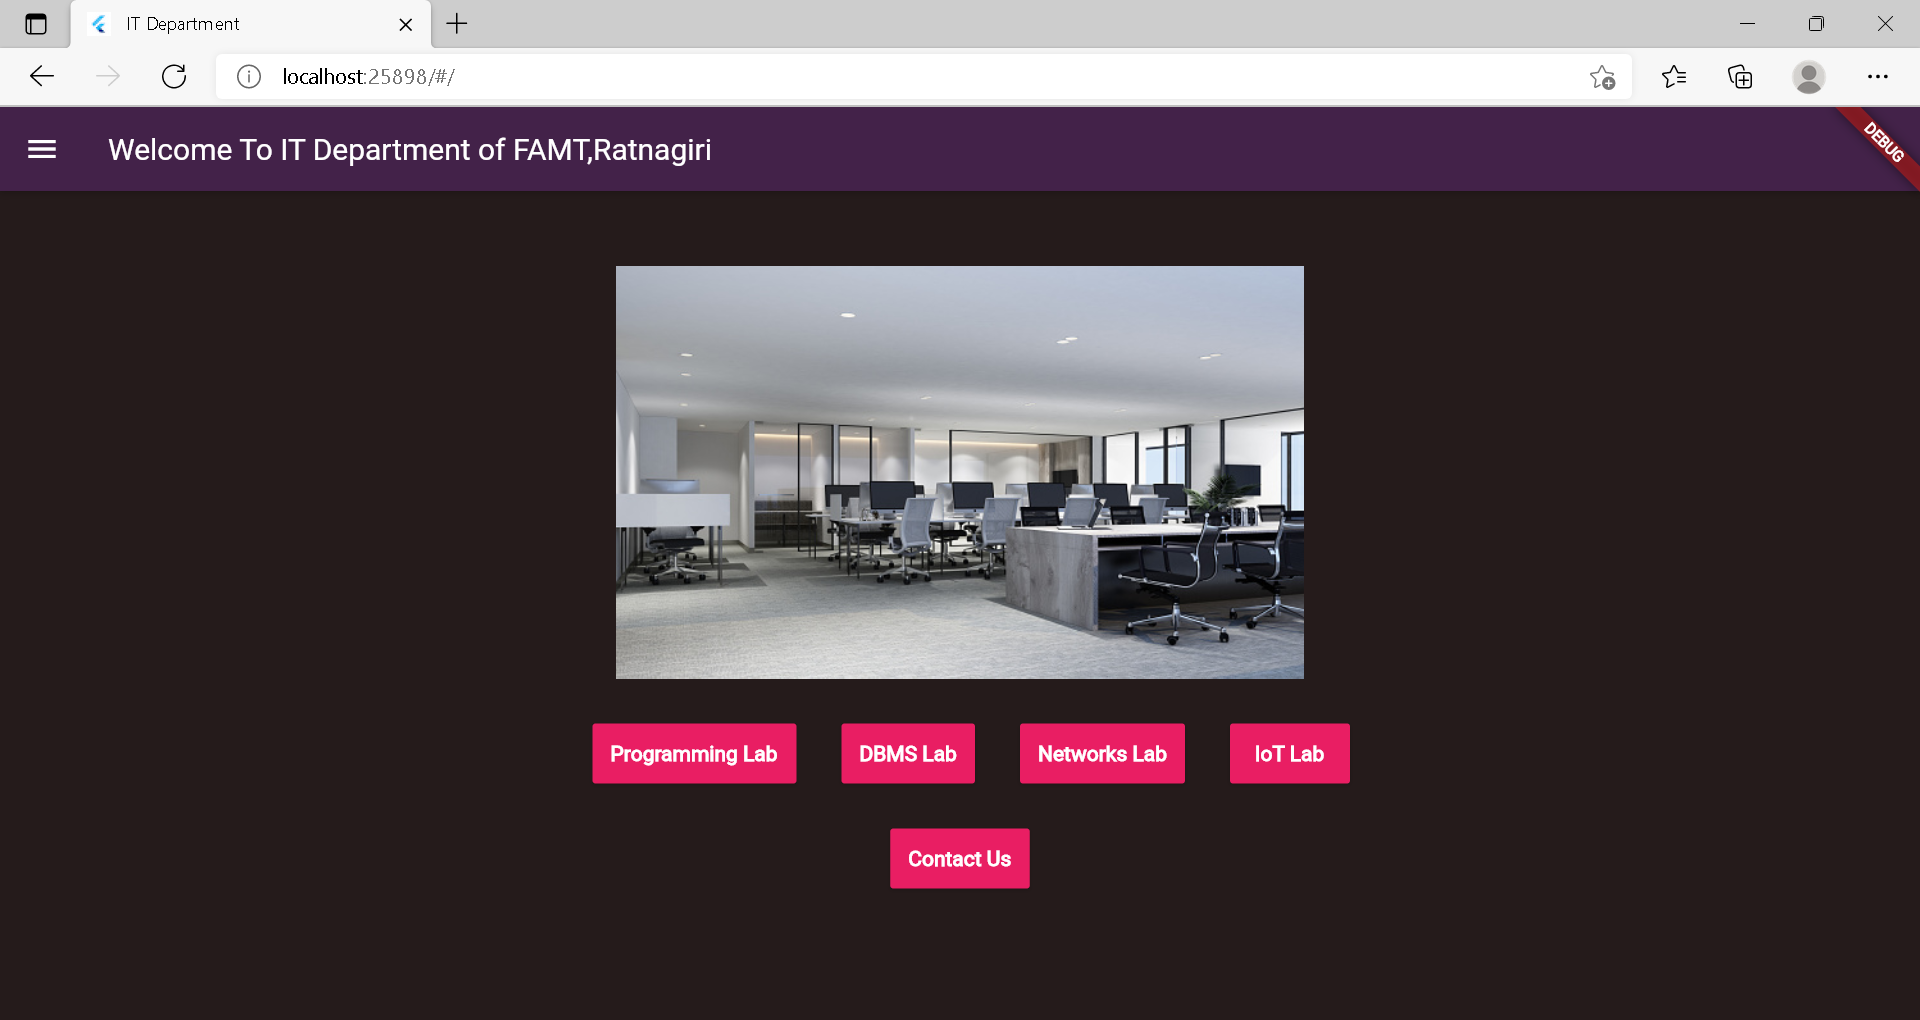 IT Department
localhost:25898/#/
Welcome To IT Department of FAMT,Ratnagiri
DEBUG
Programming Lab
DBMS Lab
Networks Lab
IoT Lab
Contact Us